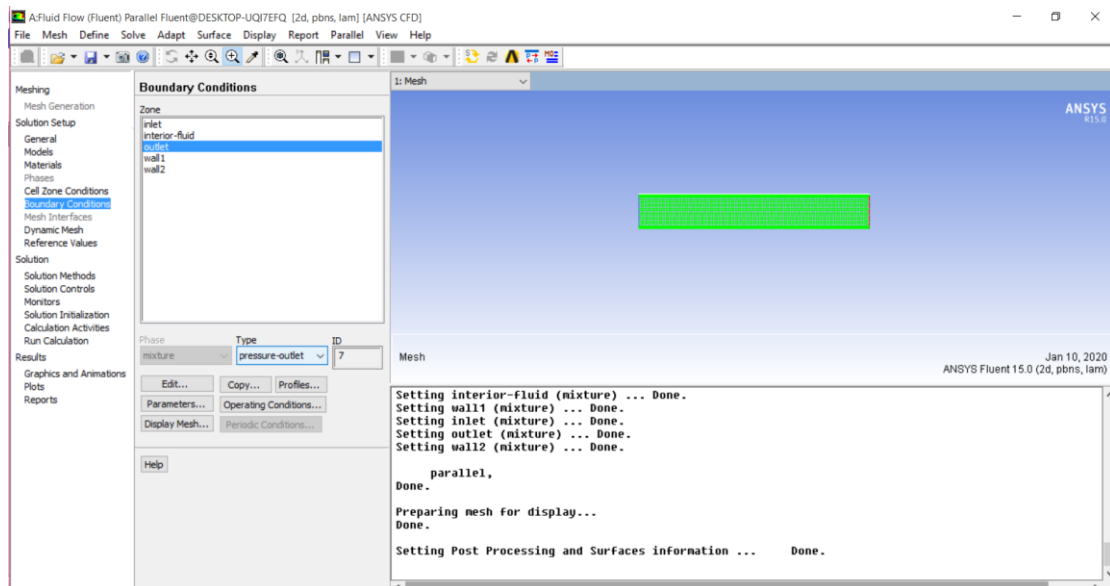 A:Fluid Flow (Fluent) Parallel Fluent@DESKTOP-UQI7EFQ [2d, pbns, lam] [ANSYS CFD]
File Mesh Define Solve Adapt Surface Display Report Parallel View Help
Meshing
Mesh Generation
Solution Setup
General
Models
Materials
Phases
Cell Zone Conditions
Boundary Conditions
Mesh Interfaces
Dynamic Mesh
Reference Values
Solution
Solution Methods
Solution Controls
Monitors
Solution Initialization
Calculation Activities
Run Calculation
Results
Graphics and Animations
Plots
Reports
Boundary Conditions
Zone
inlet
interior-fluid
outlet
wall1
wall2
Phase Type ID
mixture pressure-outlet 7
Edit... Copy... Profiles...
Parameters... Operating Conditions...
Display Mesh... Periodic Conditions...
Help
1: Mesh
ANSYS
R15.0
Mesh
Jan 10, 2020
ANSYS Fluent 15.0 (2d, pbns, lam)
Setting interior-fluid (mixture) ... Done.
Setting wall1 (mixture) ... Done.
Setting inlet (mixture) ... Done.
Setting outlet (mixture) ... Done.
Setting wall2 (mixture) ... Done.
parallel,
Done.
Preparing mesh for display...
Done.
Setting Post Processing and Surfaces information ... Done.